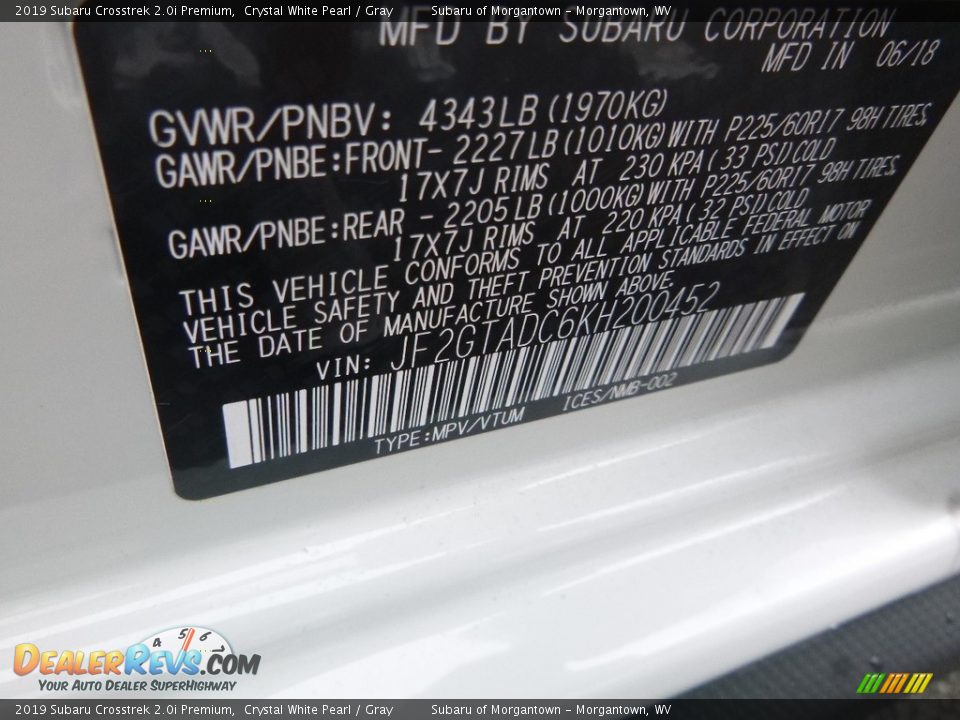 2019 Subaru Crosstrek 2.0i Premium,  Crystal White Pearl / Gray        Subaru of Morgantown - Morgantown, WV
MFD BY SUBARU CORPORATION
MFD IN 06/18
GVWR/PNBV: 4343LB (1970KG)
GAWR/PNBE:FRONT- 2227LB (1010KG) WITH P225/60R17 98H TIRES,
17X7J RIMS AT 230 KPA ( 33 PSI) COLD
GAWR/PNBE:REAR - 2205LB (1000KG) WITH P225/60R17 98H TIRES,
17X7J RIMS AT 220 KPA ( 32 PSI) COLD
THIS VEHICLE CONFORMS TO ALL APPLICABLE FEDERAL MOTOR
VEHICLE SAFETY AND THEFT PREVENTION STANDARDS IN EFFECT ON
THE DATE OF MANUFACTURE SHOWN ABOVE.
VIN: JF2GTADC6KH200452
TYPE:MPV/VTUM ICES/NMB-002
4 5 6
DEALERREVS.COM
YOUR AUTO DEALER SUPERHIGHWAY
2019 Subaru Crosstrek 2.0i Premium,  Crystal White Pearl / Gray        Subaru of Morgantown - Morgantown, WV